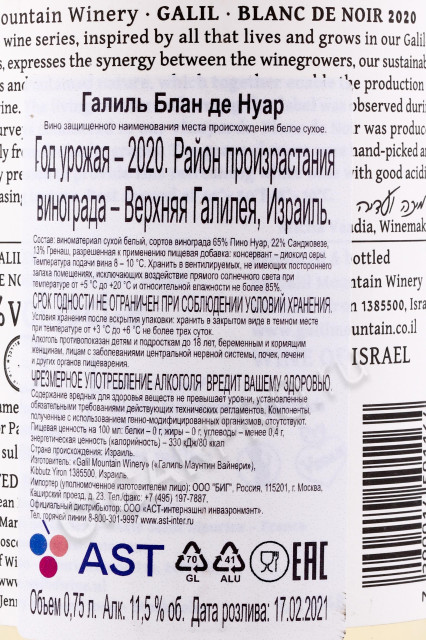 ountain Winery · GALIL · BLANC DE NOIR 2020
wine series, inspired by all that lives and grows in our Galil
s, expresses the synergy between the winegrowers, our sustainab
the production
observed duri
r was produce
hand-picked an
ith good acidi
מיכה ועדיה
dia, Winemak
ottled
ntain Winery
n 1385500, Isra
untain.co.il
ISRAEL
Галиль Блан де Нуар
Вино защищенного наименования места происхождения белое сухое.
Год урожая – 2020. Район произрастания
винограда – Верхняя Галилея, Израиль.
Состав: виноматериал сухой белый, сортов винограда 65% Пино Нуар, 22% Санджовезе,
13% Гренаш, разрешенная к применению пищевая добавка: консервант – диоксид серы.
Температура подачи вина: 8 – 10°С. Хранить в вентилируемых, не имеющих постороннего
запаха помещениях, исключающих воздействие прямого солнечного света при
температуре от +5 °С до +20 °С и относительной влажности не более 85%.
СРОК ГОДНОСТИ НЕ ОГРАНИЧЕН ПРИ СОБЛЮДЕНИИ УСЛОВИЙ ХРАНЕНИЯ.
Условия хранения после вскрытия упаковки: хранить в закрытом виде в темном месте
при температуре от +3 °С до +6 °С не более трех суток.
Алкоголь противопоказан детям и подросткам до 18 лет, беременным и кормящим
женщинам, лицам с заболеваниями центральной нервной системы, почек, печени
и других органов пищеварения.
ЧРЕЗМЕРНОЕ УПОТРЕБЛЕНИЕ АЛКОГОЛЯ ВРЕДИТ ВАШЕМУ ЗДОРОВЬЮ.
Содержание вредных для здоровья веществ не превышает уровни, установленные
обязательными требованиями действующих технических регламентов. Компоненты,
полученные с использованием генно-модифицированных организмов, отсутствуют.
Пищевая ценность на 100 мл: белки – 0 г; жиры – 0 г; углеводы – менее 0,4 г,
энергетическая ценность (калорийность) – 330 кДж/80 ккал
Страна происхождения: Израиль.
Изготовитель: «Galil Mountain Winery» («Галиль Маунтин Вайнери»),
Kibbutz Yiron 1385500, Израиль.
Импортер (уполномоченное изготовителем лицо): ООО "БИГ", Россия, 115201, г. Москва,
Каширский проезд, д. 23. Тел./факс: +7 (495) 197-7887,
Официальный дистрибьютор: ООО «АСТ-интернэшнл инваэронмэнт».
Тел. горячей линии 8-800-301-9997 www.ast-inter.ru
AST
70
GL
41
ALU
EAC
Объем 0,75 л. Алк. 11,5 % об. Дата розлива: 17.02.2021